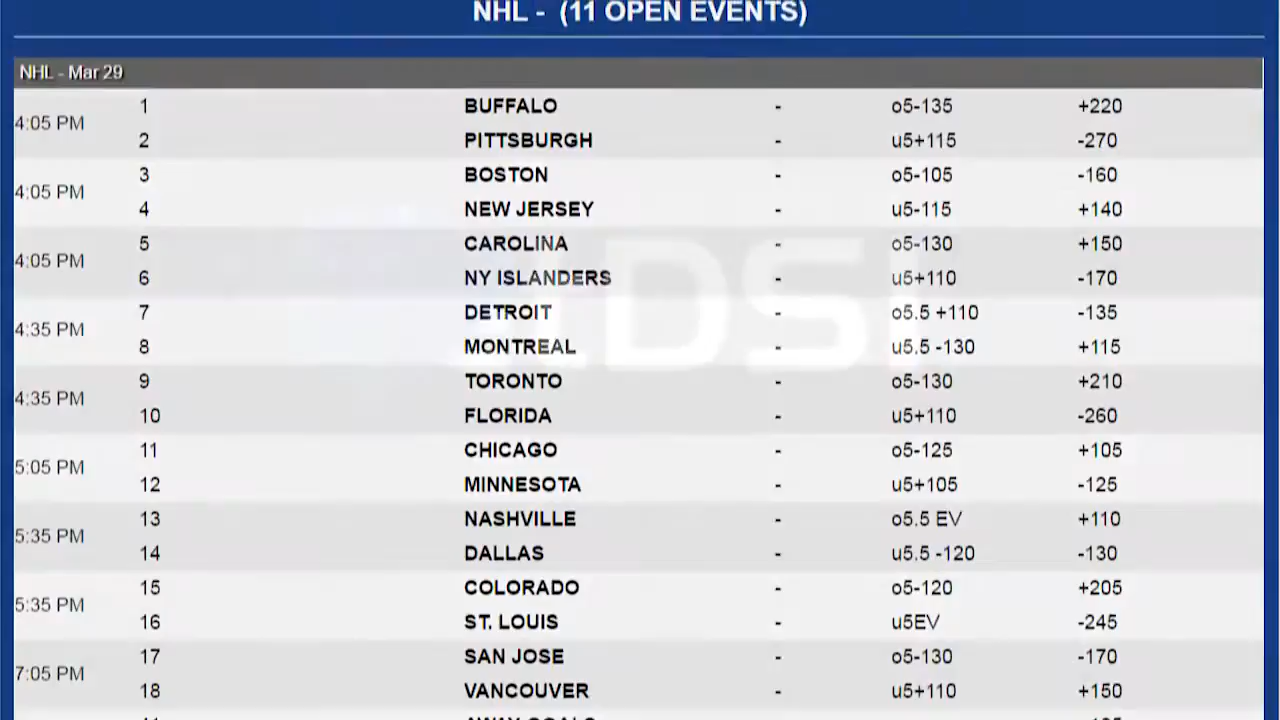 NHL - (11 OPEN EVENTS)
NHL - Mar 29
4:05 PM
1 BUFFALO - o5-135 +220
2 PITTSBURGH - u5+115 -270
4:05 PM
3 BOSTON - o5-105 -160
4 NEW JERSEY - u5-115 +140
4:05 PM
5 CAROLINA - o5-130 +150
6 NY ISLANDERS - u5+110 -170
4:35 PM
7 DETROIT - o5.5 +110 -135
8 MONTREAL - u5.5 -130 +115
4:35 PM
9 TORONTO - o5-130 +210
10 FLORIDA - u5+110 -260
5:05 PM
11 CHICAGO - o5-125 +105
12 MINNESOTA - u5+105 -125
5:35 PM
13 NASHVILLE - o5.5 EV +110
14 DALLAS - u5.5 -120 -130
5:35 PM
15 COLORADO - o5-120 +205
16 ST. LOUIS - u5EV -245
7:05 PM
17 SAN JOSE - o5-130 -170
18 VANCOUVER - u5+110 +150
AWAY GOALS